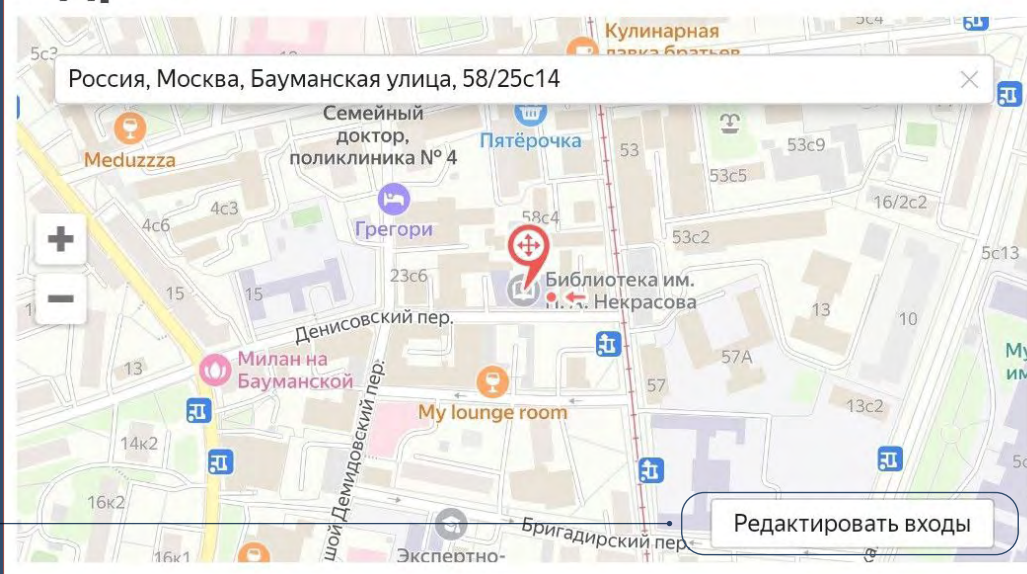 5с4
Кулинарная
лавка братьев
5с3
Россия, Москва, Бауманская улица, 58/25с14
Семейный
доктор,
поликлиника № 4
Meduzzza
Пятёрочка
53
53с9
53с5
16/2с2
4с3
4с6
58с4
Грегори
53с2
5с13
23с6
Библиотека им.
Н. А. Некрасова
15
15
13
10
Денисовский пер.
Милан на
Бауманской
13
57А
57
My lounge room
13с2
14к2
16к2
Бригадирский пер.
Редактировать входы
16к1
шой Демидовский пер.
Экспертно-